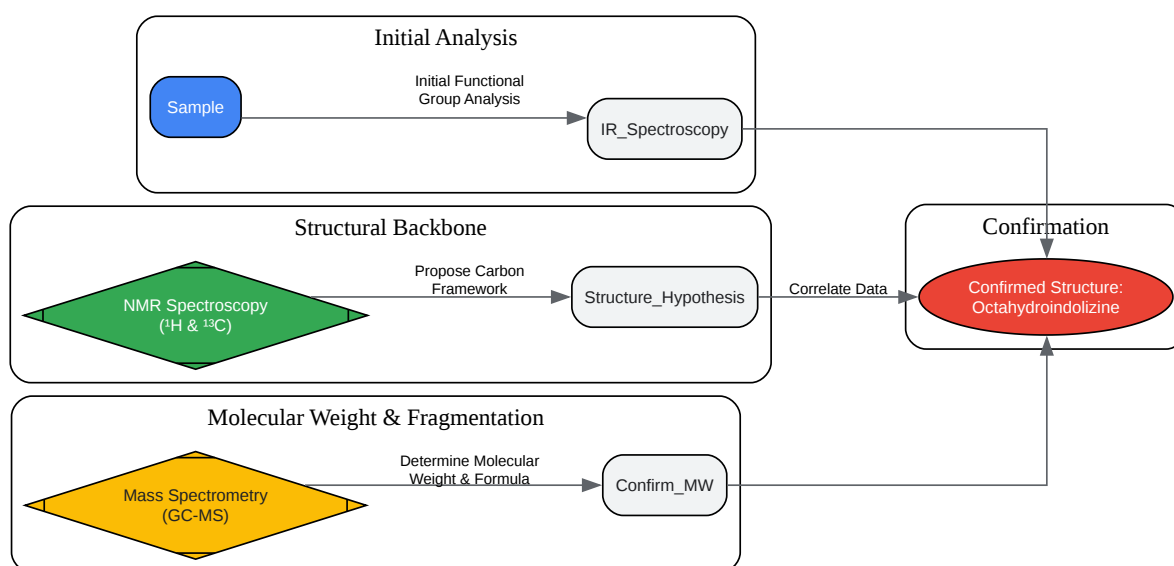 Initial Analysis
Sample
Initial Functional
Group Analysis
IR_Spectroscopy
Structural Backbone
NMR Spectroscopy
(¹H & ¹³C)
Propose Carbon
Framework
Structure_Hypothesis
Correlate Data
Confirmation
Confirmed Structure:
Octahydroindolizine
Molecular Weight & Fragmentation
Mass Spectrometry
(GC-MS)
Determine Molecular
Weight & Formula
Confirm_MW